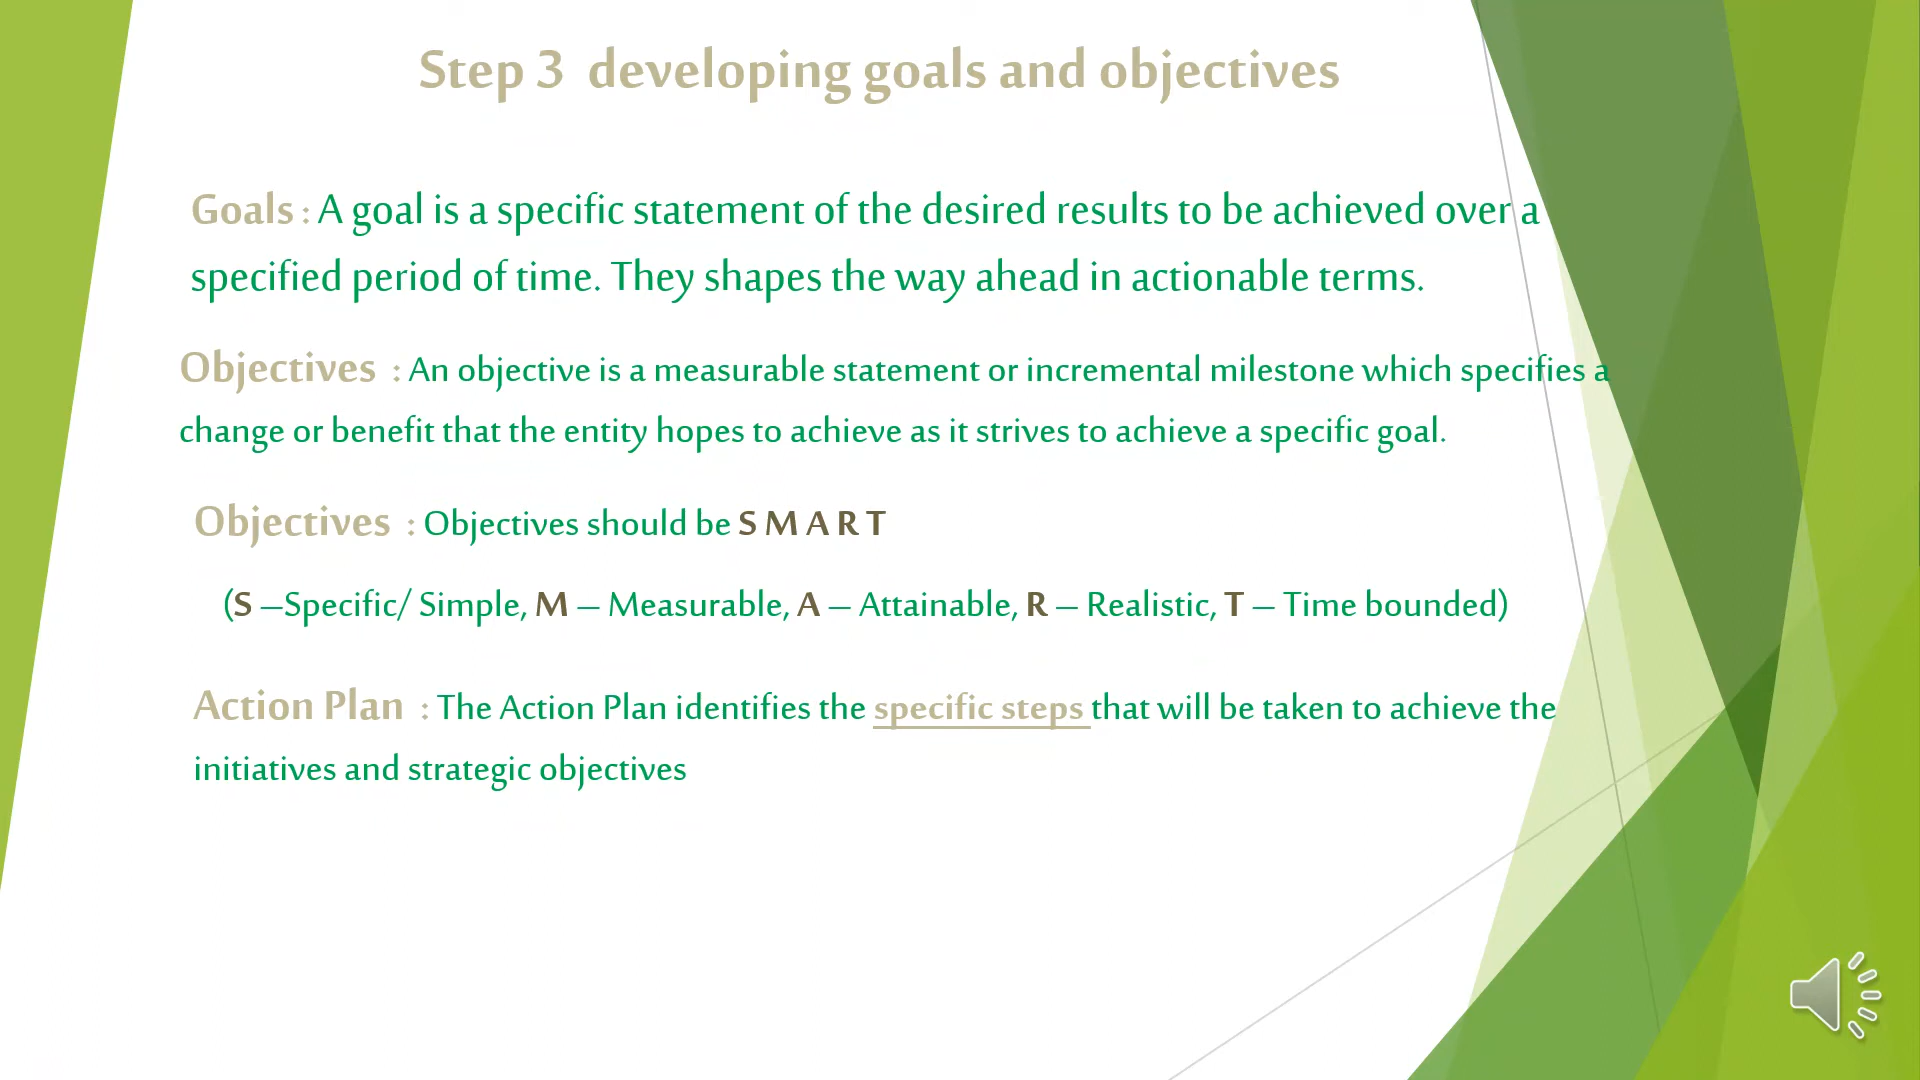 Step 3 developing goals and objectives
Goals : A goal is a specific statement of the desired results to be achieved over a
specified period of time. They shapes the way ahead in actionable terms.
Objectives : An objective is a measurable statement or incremental milestone which specifies a
change or benefit that the entity hopes to achieve as it strives to achieve a specific goal.
Objectives : Objectives should be S M A R T
(S –Specific/ Simple, M – Measurable, A – Attainable, R – Realistic, T – Time bounded)
Action Plan : The Action Plan identifies the specific steps that will be taken to achieve the
initiatives and strategic objectives